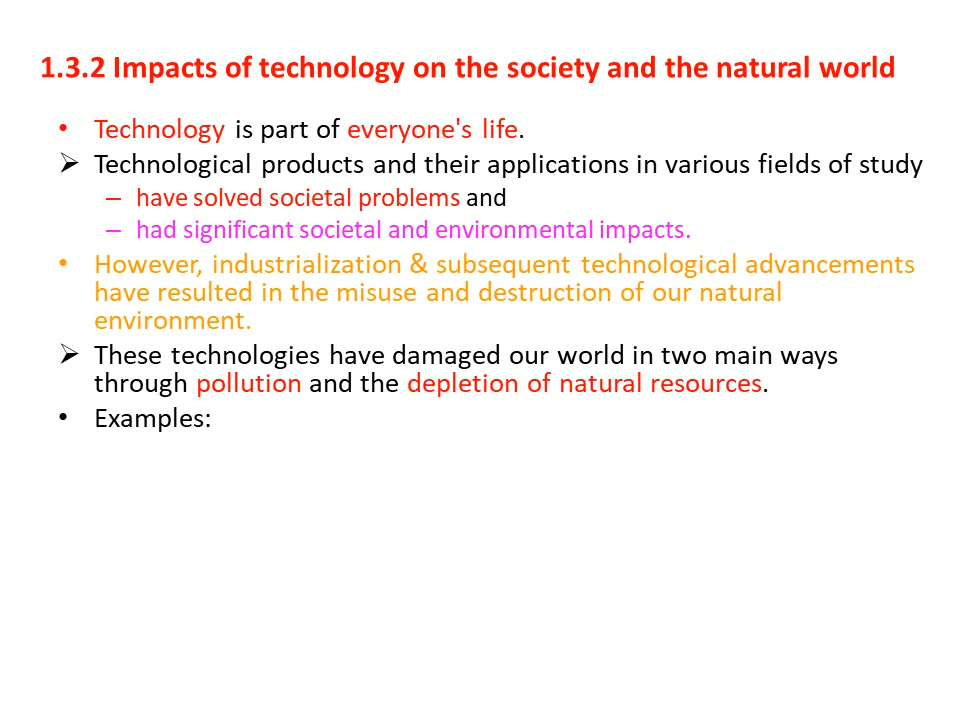 1.3.2 Impacts of technology on the society and the natural world
• Technology is part of everyone's life.
➢ Technological products and their applications in various fields of study
– have solved societal problems and
– had significant societal and environmental impacts.
• However, industrialization & subsequent technological advancements
have resulted in the misuse and destruction of our natural
environment.
➢ These technologies have damaged our world in two main ways
through pollution and the depletion of natural resources.
• Examples: